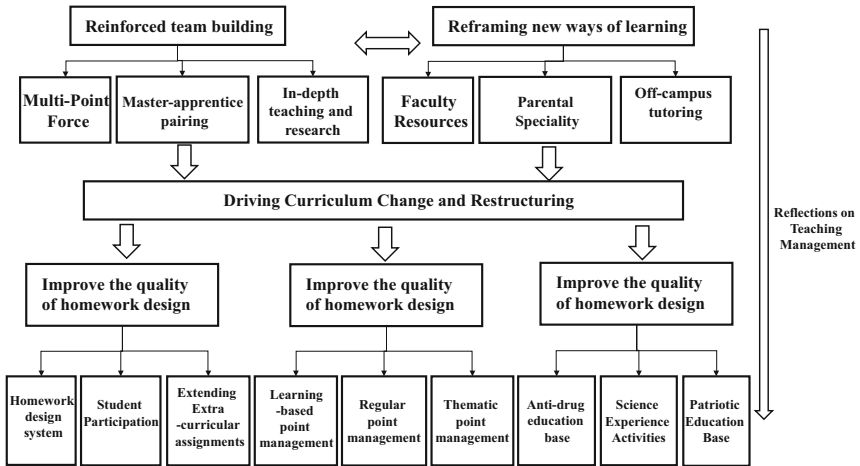 Reinforced team building
Reframing new ways of learning
Multi-Point
Force
Master-apprentice
pairing
In-depth
teaching and
research
Faculty
Resources
Parental
Speciality
Off-campus
tutoring
Driving Curriculum Change and Restructuring
Reflections on
Teaching
Management
Improve the quality
of homework design
Improve the quality
of homework design
Improve the quality
of homework design
Homework
design
system
Student
Participation
Extending
Extra
-curricular
assignments
Learning
-based
point
management
Regular
point
management
Thematic
point
management
Anti-drug
education
base
Science
Experience
Activities
Patriotic
Education
Base